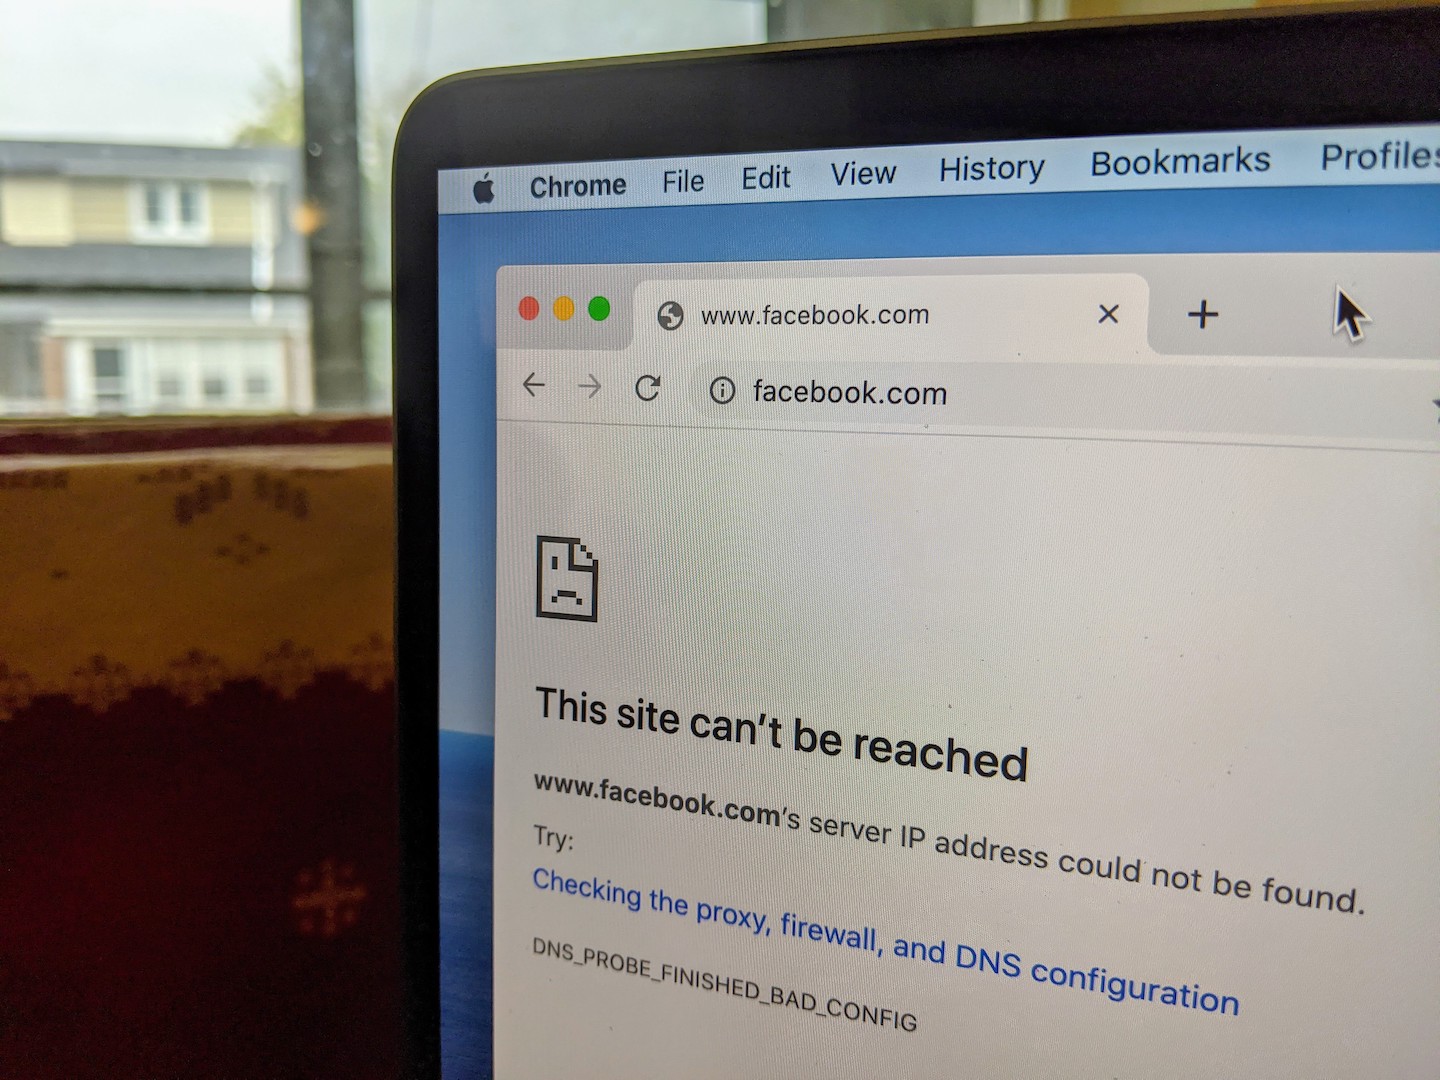 Chrome File Edit View History Bookmarks Profiles
www.facebook.com
facebook.com
This site can't be reached
www.facebook.com's server IP address could not be found.
Try:
Checking the proxy, firewall, and DNS configuration
DNS_PROBE_FINISHED_BAD_CONFIG